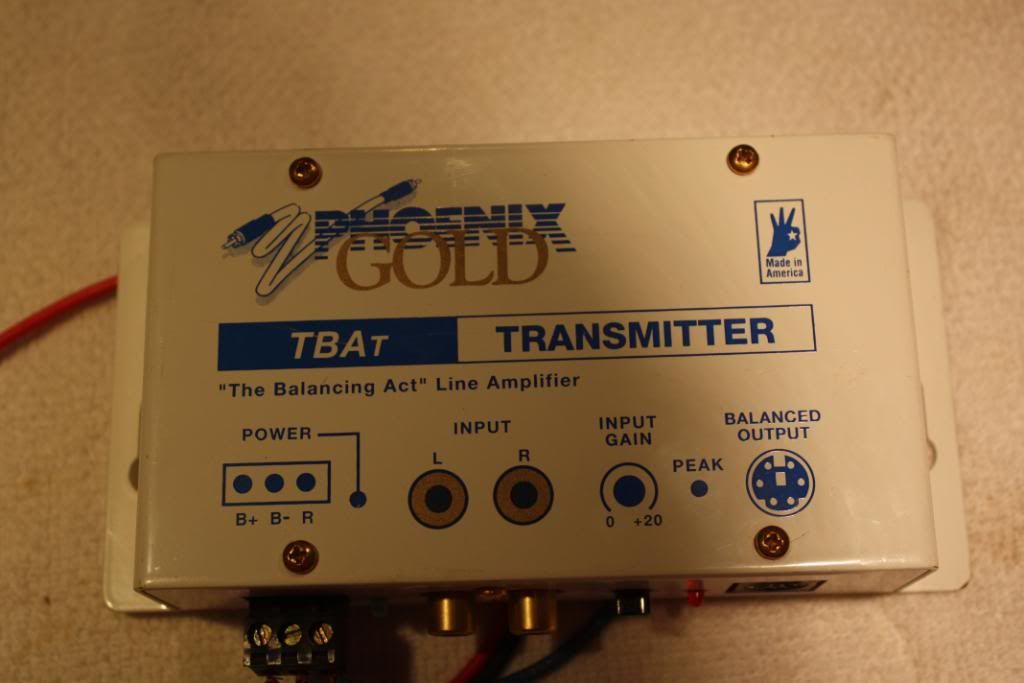 PHOENIX
GOLD
Made in
America
TBAT
TRANSMITTER
"The Balancing Act" Line Amplifier
POWER
B+ B- R
INPUT
L R
INPUT
GAIN
0 +20
PEAK
BALANCED
OUTPUT